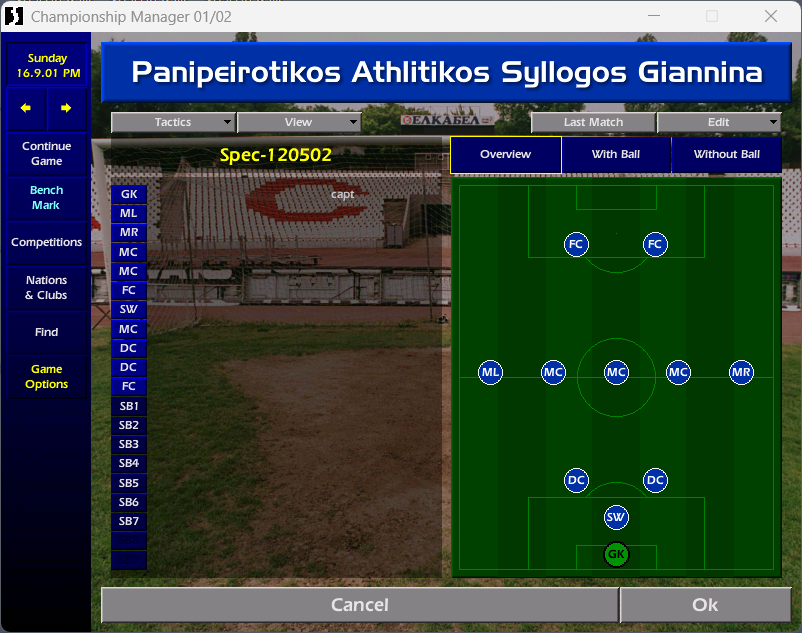 Championship Manager 01/02
Sunday
16.9.01 PM
Panipeirotikos Athlitikos Syllogos Giannina
Tactics
View
ΕΛΚΑΒΕΛ
Last Match
Edit
Continue
Game
Bench
Mark
Competitions
Nations
& Clubs
Find
Game
Options
Spec-120502
Overview
With Ball
Without Ball
GK
capt
ML
MR
MC
MC
FC
SW
MC
DC
DC
FC
SB1
SB2
SB3
SB4
SB5
SB6
SB7
FC FC
ML MC MC MC MR
DC DC
SW
GK
Cancel
Ok